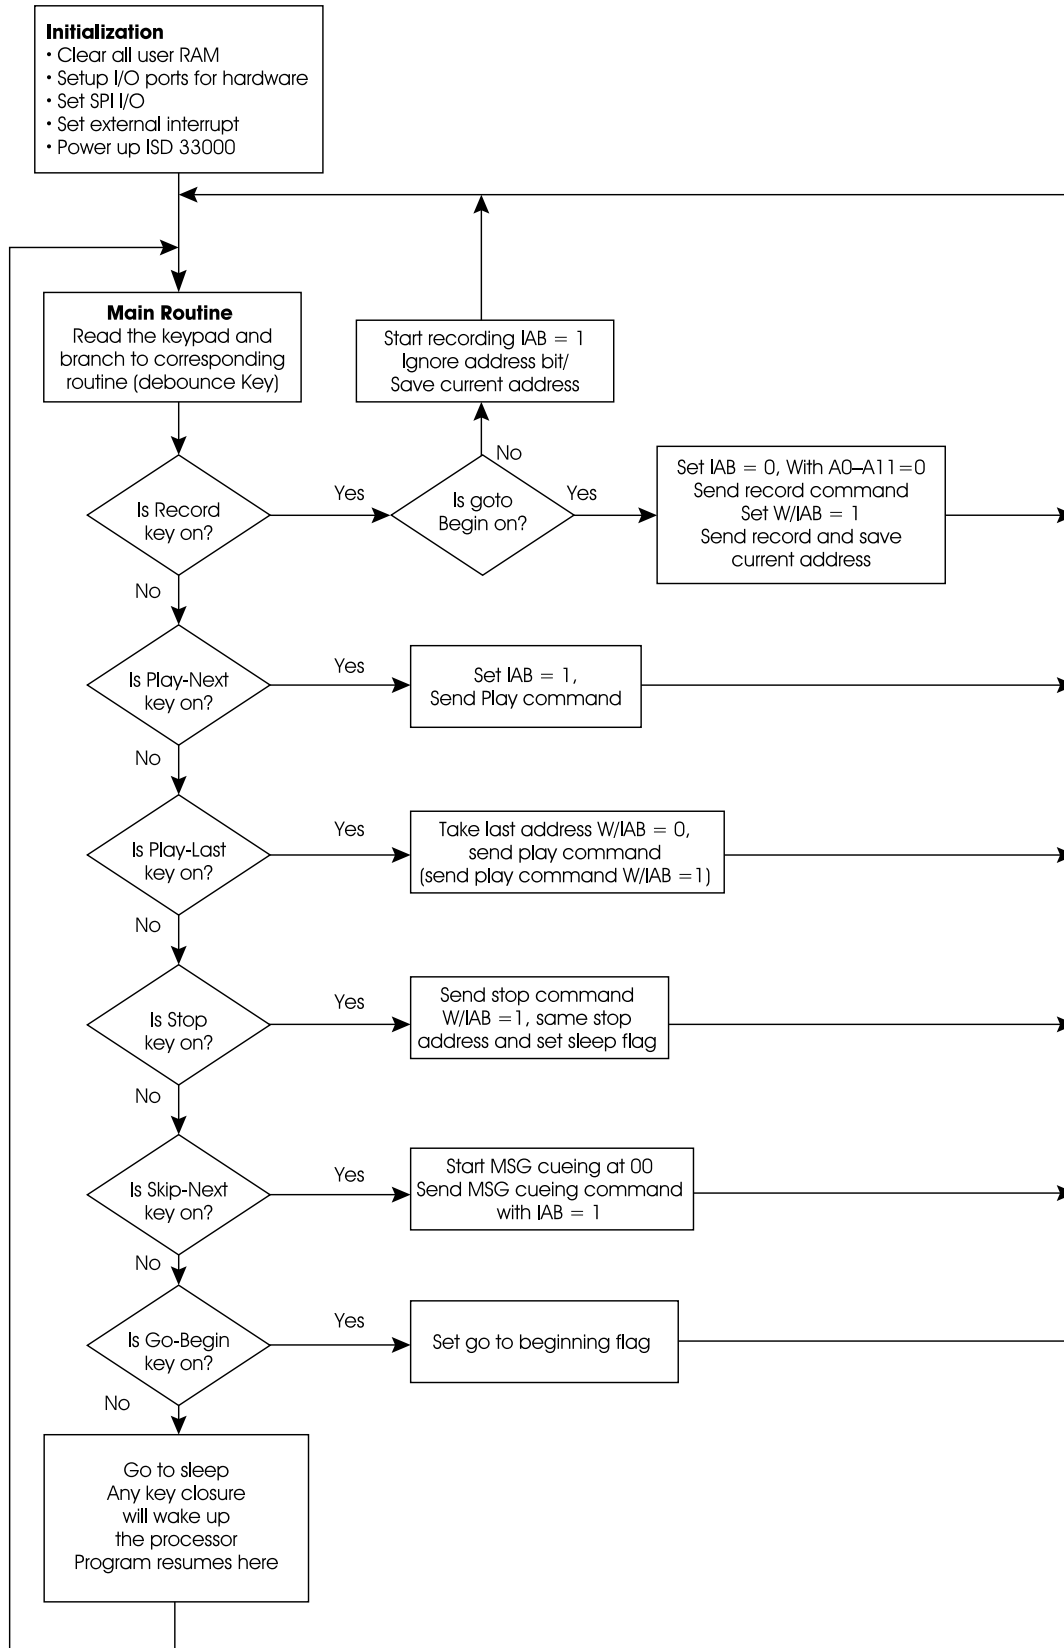 Initialization
• Clear all user RAM
• Setup I/O ports for hardware
• Set SPI I/O
• Set external interrupt
• Power up ISD 33000
Main Routine
Read the keypad and
branch to corresponding
routine (debounce Key)
Start recording IAB = 1
Ignore address bit/
Save current address
No
Is Record
key on?
Yes
Is goto
Begin on?
Yes
Set IAB = 0, With A0–A11=0
Send record command
Set W/IAB = 1
Send record and save
current address
No
Is Play-Next
key on?
Yes
Set IAB = 1,
Send Play command
No
Is Play-Last
key on?
Yes
Take last address W/IAB = 0,
send play command
(send play command W/IAB =1)
No
Is Stop
key on?
Yes
Send stop command
W/IAB =1, same stop
address and set sleep flag
No
Is Skip-Next
key on?
Yes
Start MSG cueing at 00
Send MSG cueing command
with IAB = 1
No
Is Go-Begin
key on?
Yes
Set go to beginning flag
No
Go to sleep
Any key closure
will wake up
the processor
Program resumes here